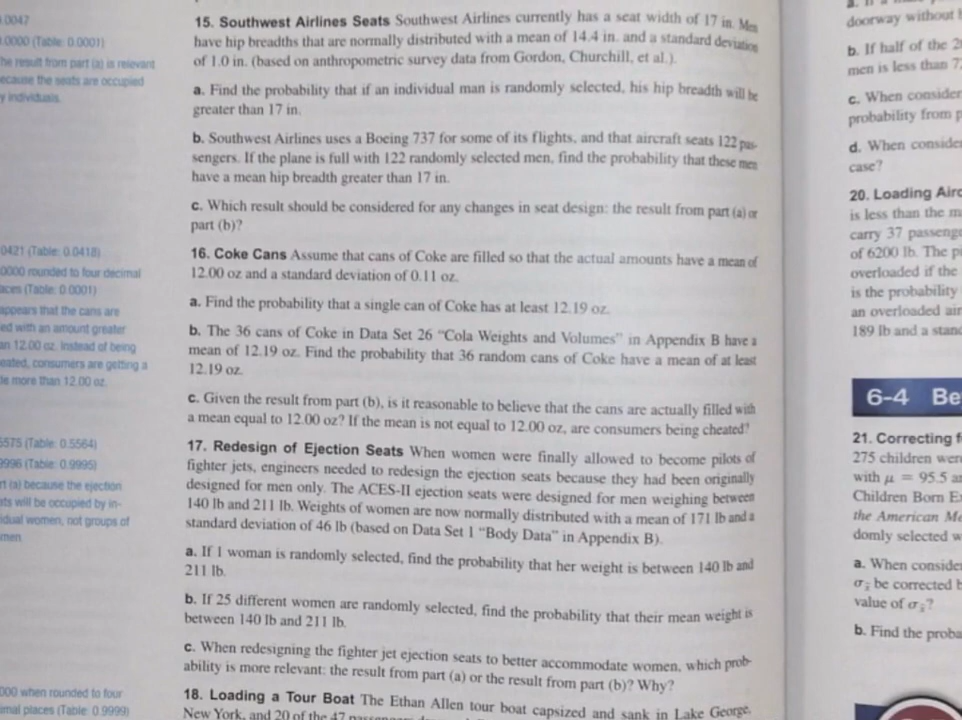 .0047
.0000 (Table: 0.0001)
he result from part (a) is relevant
ecause the seats are occupied
y individuals.
0421 (Table: 0.0418)
0000 rounded to four decimal
aces (Table: 0.0001)
appears that the cans are
ed with an amount greater
an 12.00 oz. Instead of being
eated, consumers are getting a
le more than 12.00 oz.
5575 (Table: 0.5564)
9996 (Table: 0.9995)
rt (a) because the ejection
ats will be occupied by in-
idual women, not groups of
men.
000 when rounded to four
imal places (Table: 0.9999)
15. Southwest Airlines Seats Southwest Airlines currently has a seat width of 17 in. Men
have hip breadths that are normally distributed with a mean of 14.4 in. and a standard deviation
of 1.0 in. (based on anthropometric survey data from Gordon, Churchill, et al.).
a. Find the probability that if an individual man is randomly selected, his hip breadth will be
greater than 17 in.
b. Southwest Airlines uses a Boeing 737 for some of its flights, and that aircraft seats 122 pas-
sengers. If the plane is full with 122 randomly selected men, find the probability that these men
have a mean hip breadth greater than 17 in.
c. Which result should be considered for any changes in seat design: the result from part (a) or
part (b)?
16. Coke Cans Assume that cans of Coke are filled so that the actual amounts have a mean of
12.00 oz and a standard deviation of 0.11 oz.
a. Find the probability that a single can of Coke has at least 12.19 oz.
b. The 36 cans of Coke in Data Set 26 “Cola Weights and Volumes” in Appendix B have a
mean of 12.19 oz. Find the probability that 36 random cans of Coke have a mean of at least
12.19 oz.
c. Given the result from part (b), is it reasonable to believe that the cans are actually filled with
a mean equal to 12.00 oz? If the mean is not equal to 12.00 oz, are consumers being cheated?
17. Redesign of Ejection Seats When women were finally allowed to become pilots of
fighter jets, engineers needed to redesign the ejection seats because they had been originally
designed for men only. The ACES-II ejection seats were designed for men weighing between
140 lb and 211 lb. Weights of women are now normally distributed with a mean of 171 lb and a
standard deviation of 46 lb (based on Data Set 1 “Body Data” in Appendix B).
a. If 1 woman is randomly selected, find the probability that her weight is between 140 lb and
211 lb.
b. If 25 different women are randomly selected, find the probability that their mean weight is
between 140 lb and 211 lb.
c. When redesigning the fighter jet ejection seats to better accommodate women, which prob-
ability is more relevant: the result from part (a) or the result from part (b)? Why?
18. Loading a Tour Boat The Ethan Allen tour boat capsized and sank in Lake George,
New York, and 20 of the 47
doorway without
b. If half of the
men is less than
c. When consider
probability from
d. When conside
case?
20. Loading Airc
is less than the
carry 37 passenge
of 6200 lb. The
overloaded if the
is the probability
an overloaded air
189 lb and a stand
6-4 Be
21. Correcting
275 children were
with μ = 95.5
Children Born
the American
domly selected
a. When conside
σx̄ be corrected
value of σx̄?
b. Find the proba